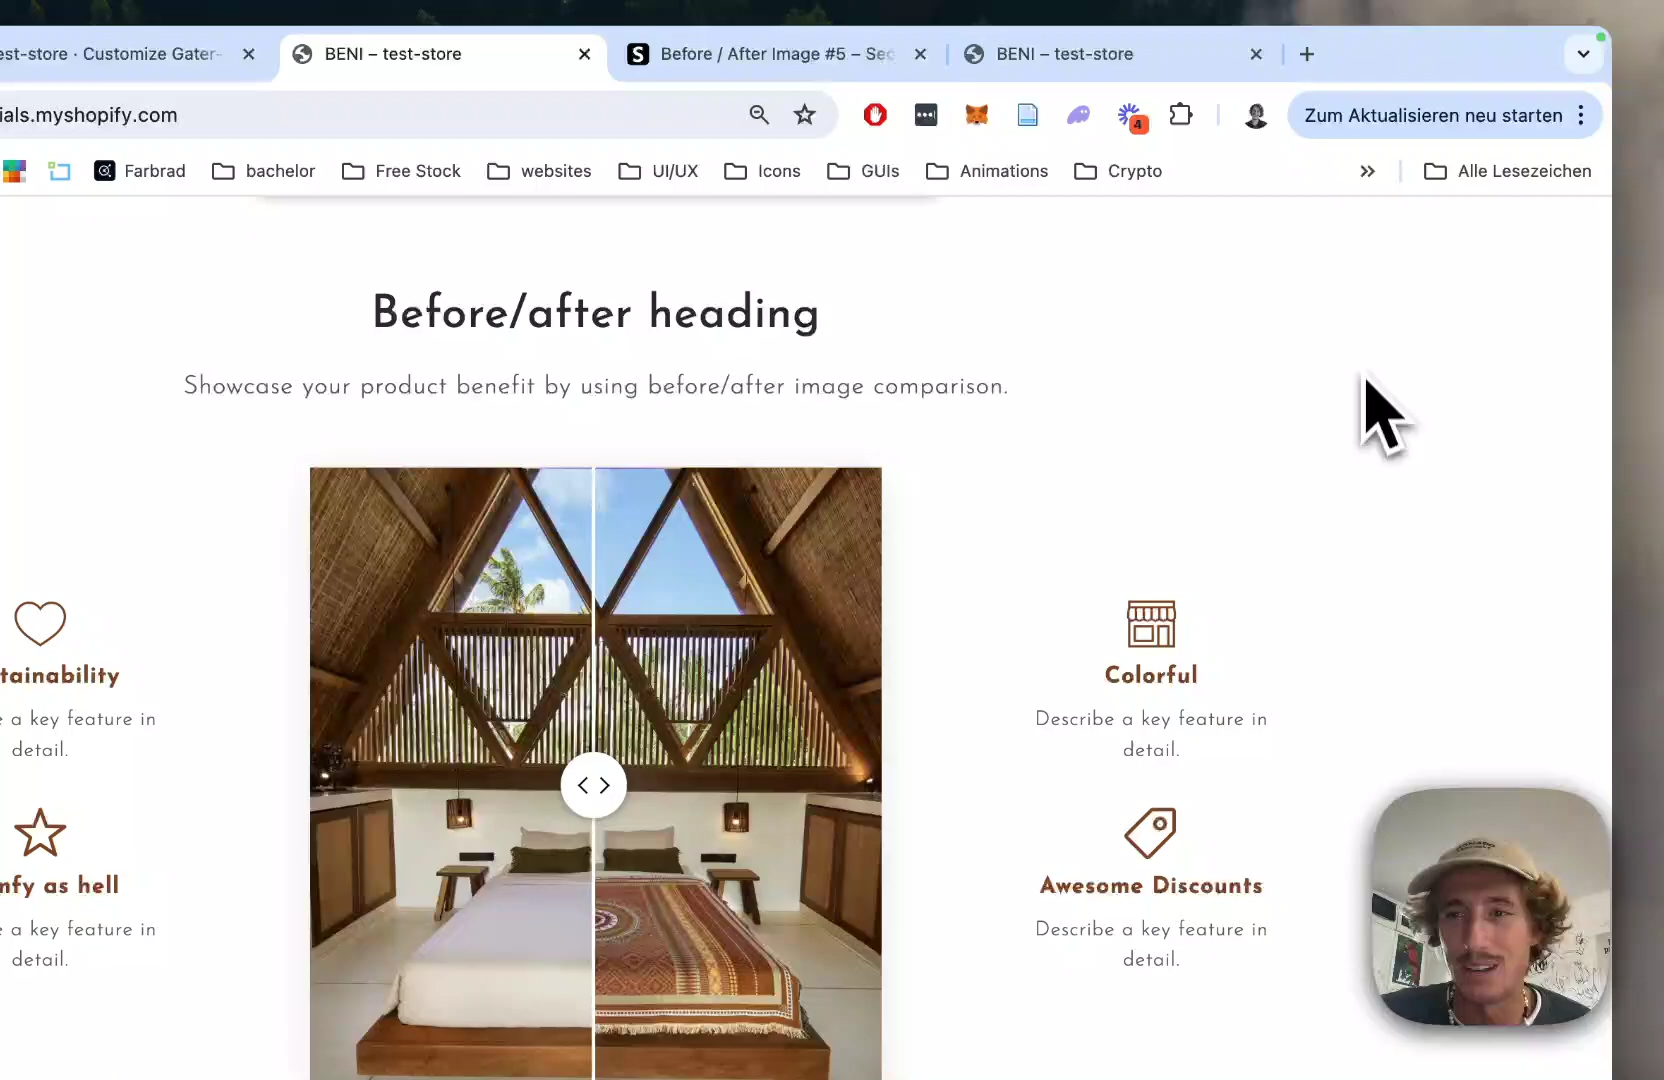 est-store · Customize Gater-
BENI – test-store
Before / After Image #5 – Sec
BENI – test-store
ials.myshopify.com
4
Zum Aktualisieren neu starten
Farbrad
bachelor
Free Stock
websites
UI/UX
Icons
GUIs
Animations
Crypto
Alle Lesezeichen
Before/after heading
Showcase your product benefit by using before/after image comparison.
tainability
e a key feature in
detail.
mfy as hell
e a key feature in
detail.
Colorful
Describe a key feature in
detail.
Awesome Discounts
Describe a key feature in
detail.